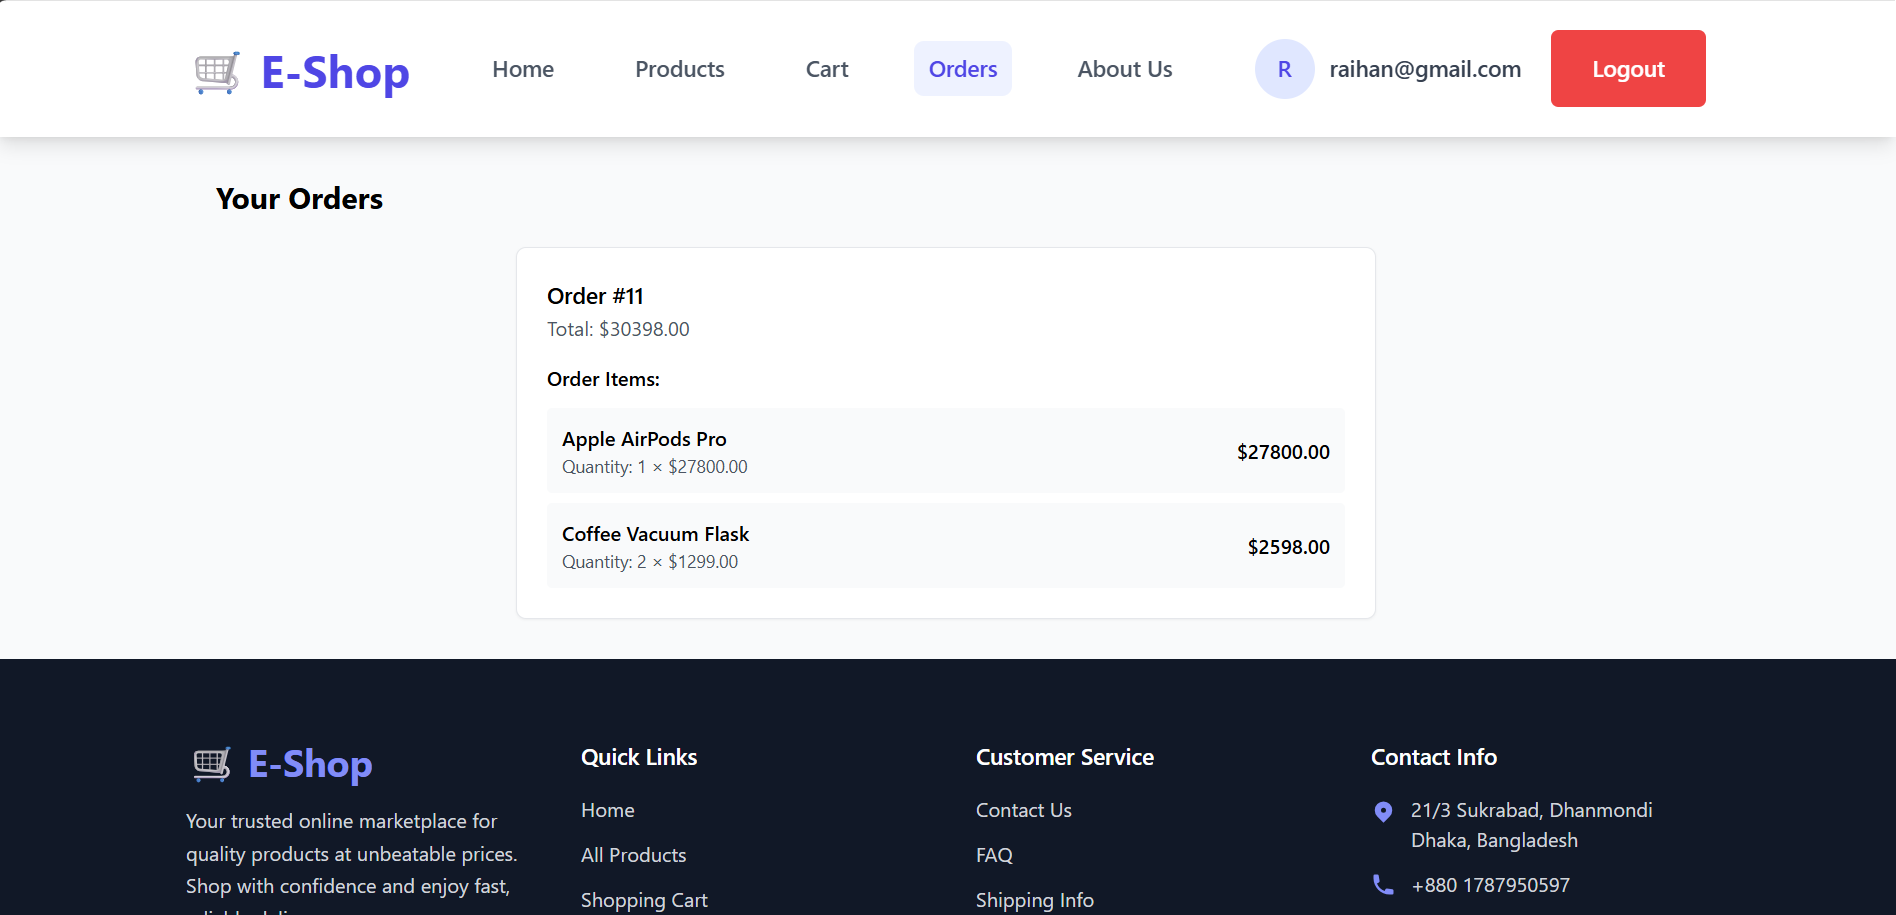 E-Shop
Home
Products
Cart
Orders
About Us
R
raihan@gmail.com
Logout
Your Orders
Order #11
Total: $30398.00
Order Items:
Apple AirPods Pro
Quantity: 1 × $27800.00
$27800.00
Coffee Vacuum Flask
Quantity: 2 × $1299.00
$2598.00
E-Shop
Your trusted online marketplace for
quality products at unbeatable prices.
Shop with confidence and enjoy fast,
Quick Links
Home
All Products
Shopping Cart
Customer Service
Contact Us
FAQ
Shipping Info
Contact Info
21/3 Sukrabad, Dhanmondi
Dhaka, Bangladesh
+880 1787950597